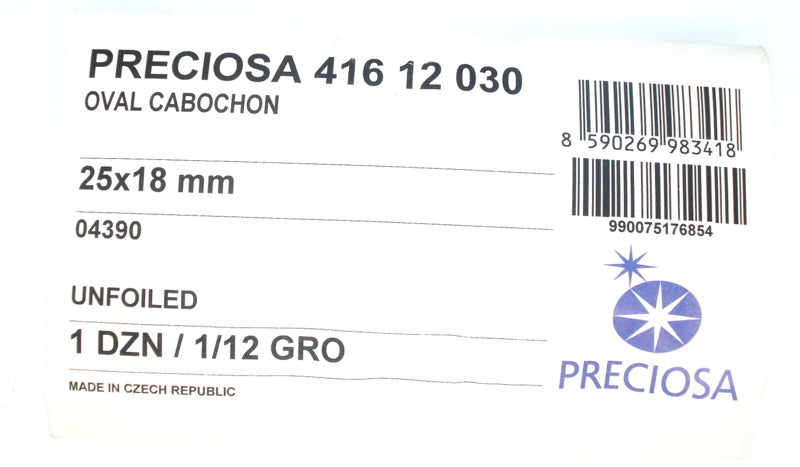 PRECIOSA 416 12 030
OVAL CABOCHON
25x18 mm
04390
UNFOILED
1 DZN / 1/12 GRO
MADE IN CZECH REPUBLIC
8 590269 983418
990075176854
PRECIOSA